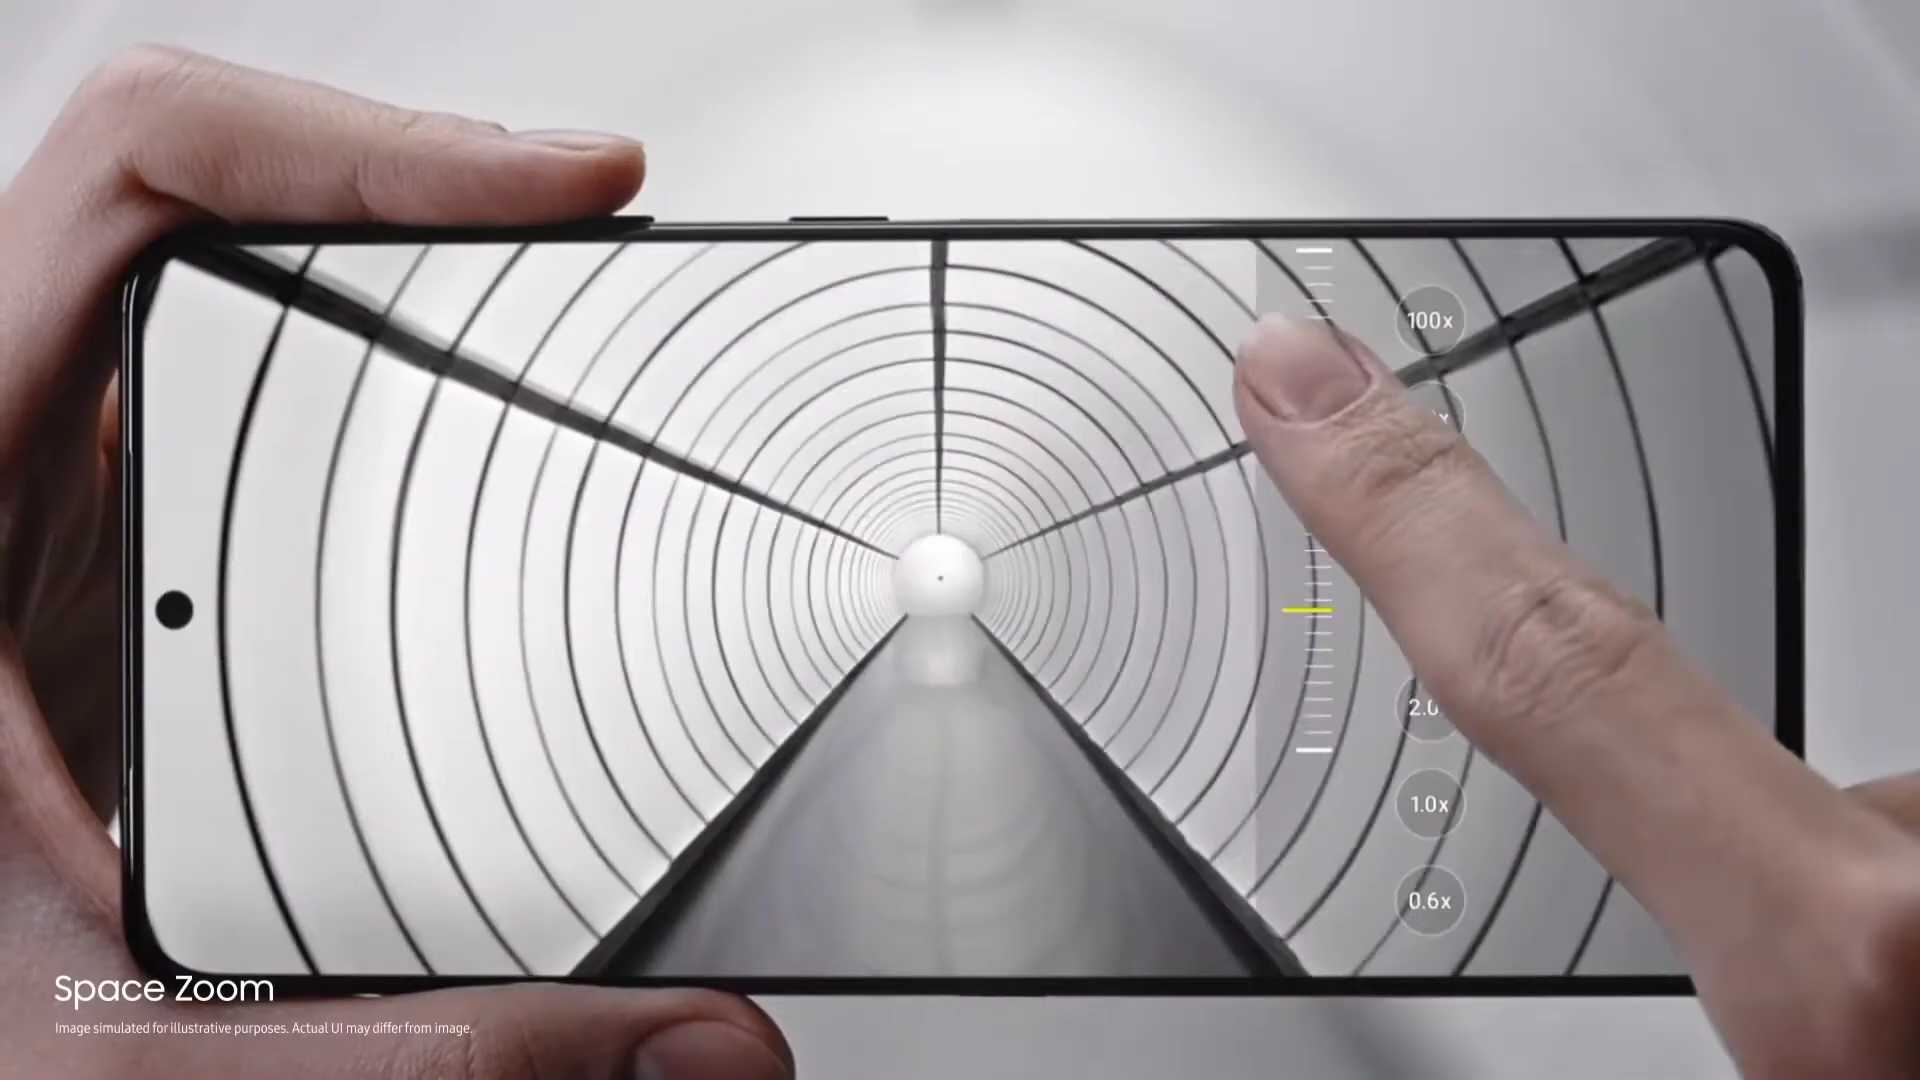 100x
2.0
1.0x
0.6x
Space Zoom
Image simulated for illustrative purposes. Actual UI may differ from image.